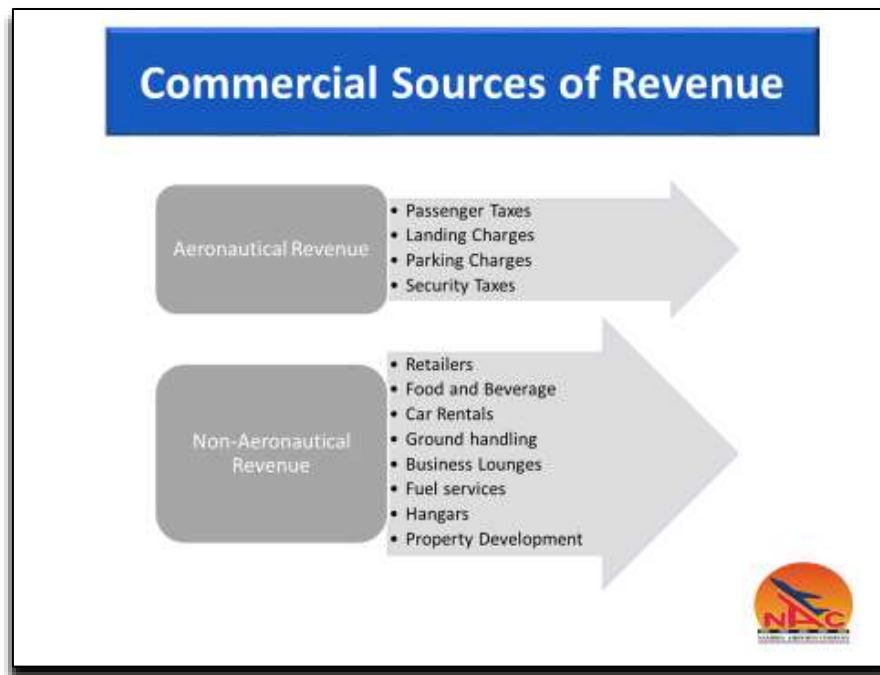 Commercial Sources of Revenue
Aeronautical Revenue
• Passenger Taxes
• Landing Charges
• Parking Charges
• Security Taxes
Non-Aeronautical
Revenue
• Retailers
• Food and Beverage
• Car Rentals
• Ground handling
• Business Lounges
• Fuel services
• Hangars
• Property Development
NAC